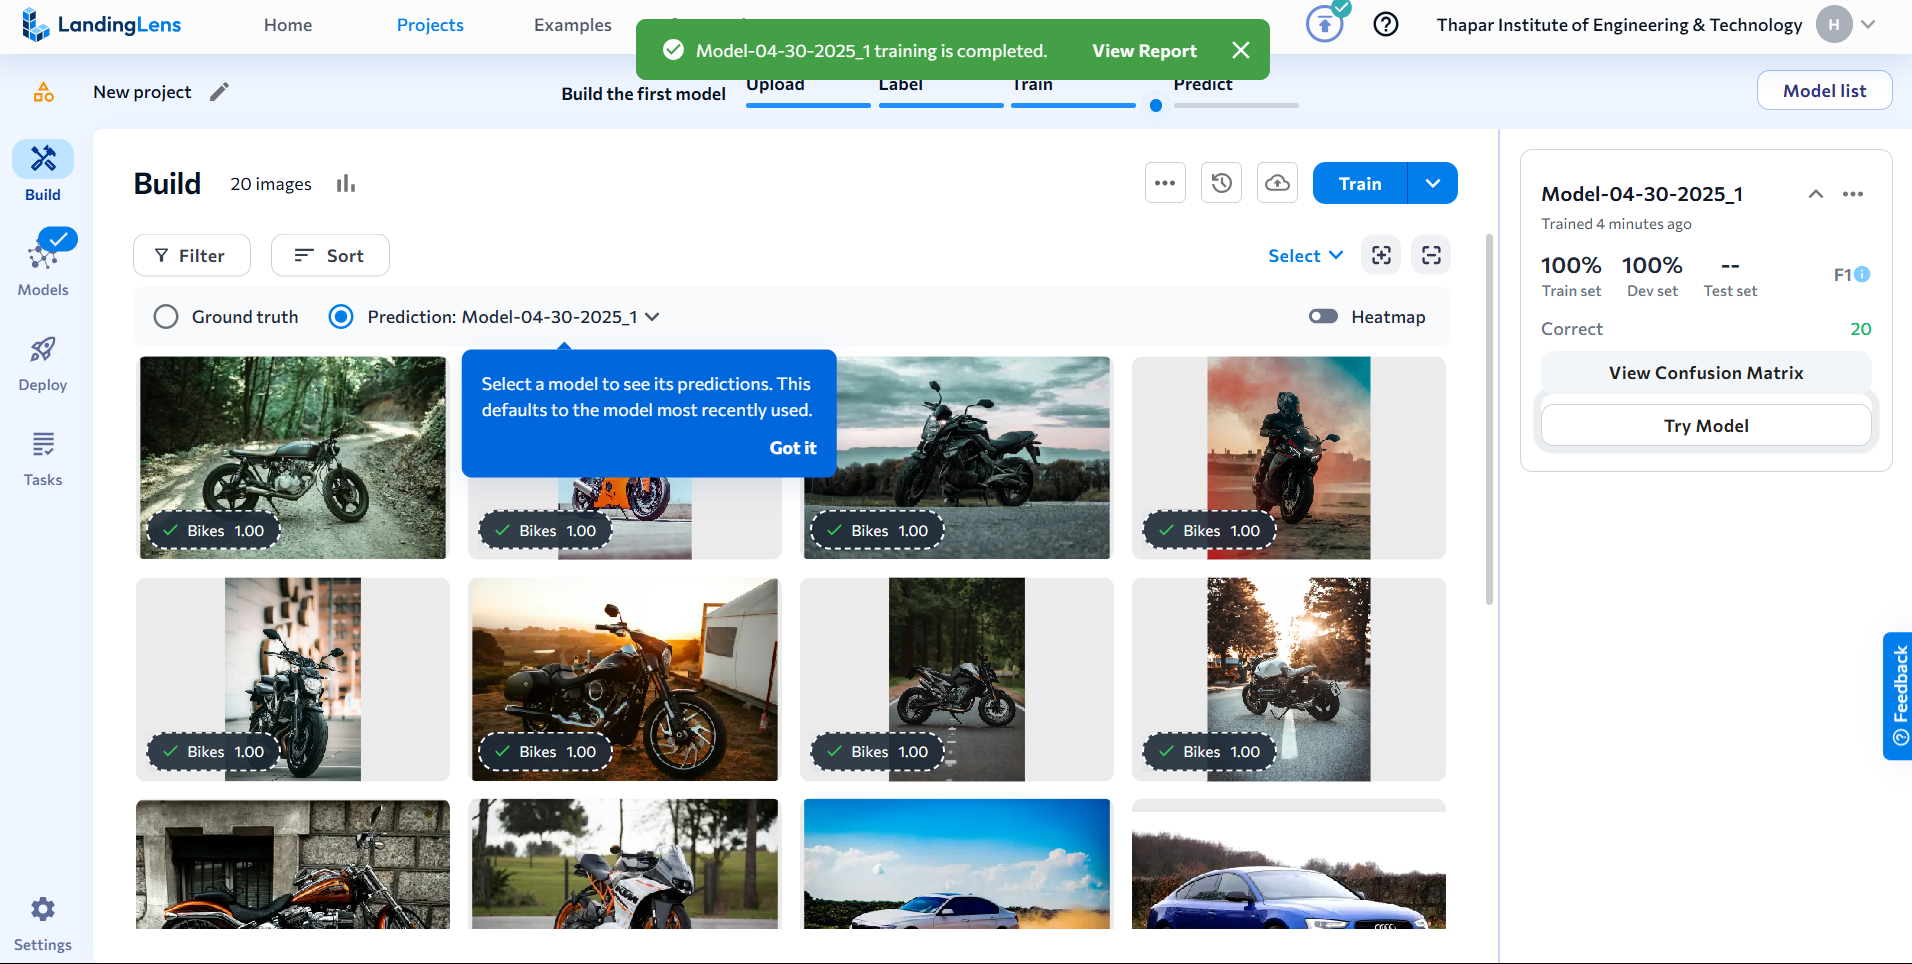 LandingLens
Home
Projects
Examples
Model-04-30-2025_1 training is completed.
View Report
Thapar Institute of Engineering & Technology
H
New project
Build the first model
Upload
Label
Train
Predict
Model list
Build
Models
Deploy
Tasks
Settings
Build
20 images
Train
Filter
Sort
Select
Ground truth
Prediction: Model-04-30-2025_1
Heatmap
Select a model to see its predictions. This
defaults to the model most recently used.
Got it
Bikes 1.00
Bikes 1.00
Bikes 1.00
Bikes 1.00
Bikes 1.00
Bikes 1.00
Bikes 1.00
Bikes 1.00
Model-04-30-2025_1
Trained 4 minutes ago
100%
100%
--
Train set
Dev set
Test set
F1
Correct
20
View Confusion Matrix
Try Model
Feedback